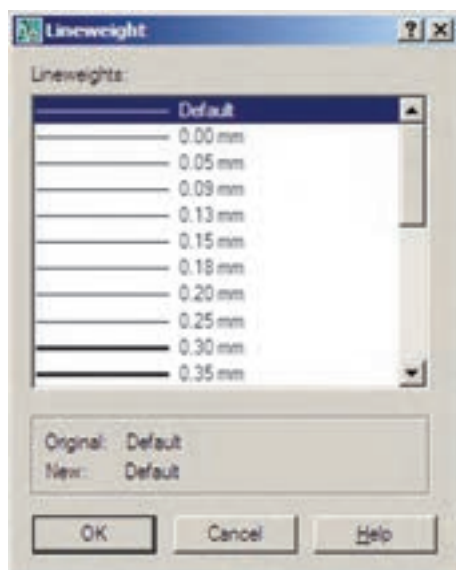 Lineweight
Lineweights:
Default
0.00 mm
0.05 mm
0.09 mm
0.13 mm
0.15 mm
0.18 mm
0.20 mm
0.25 mm
0.30 mm
0.35 mm
Original: Default
New: Default
OK Cancel Help